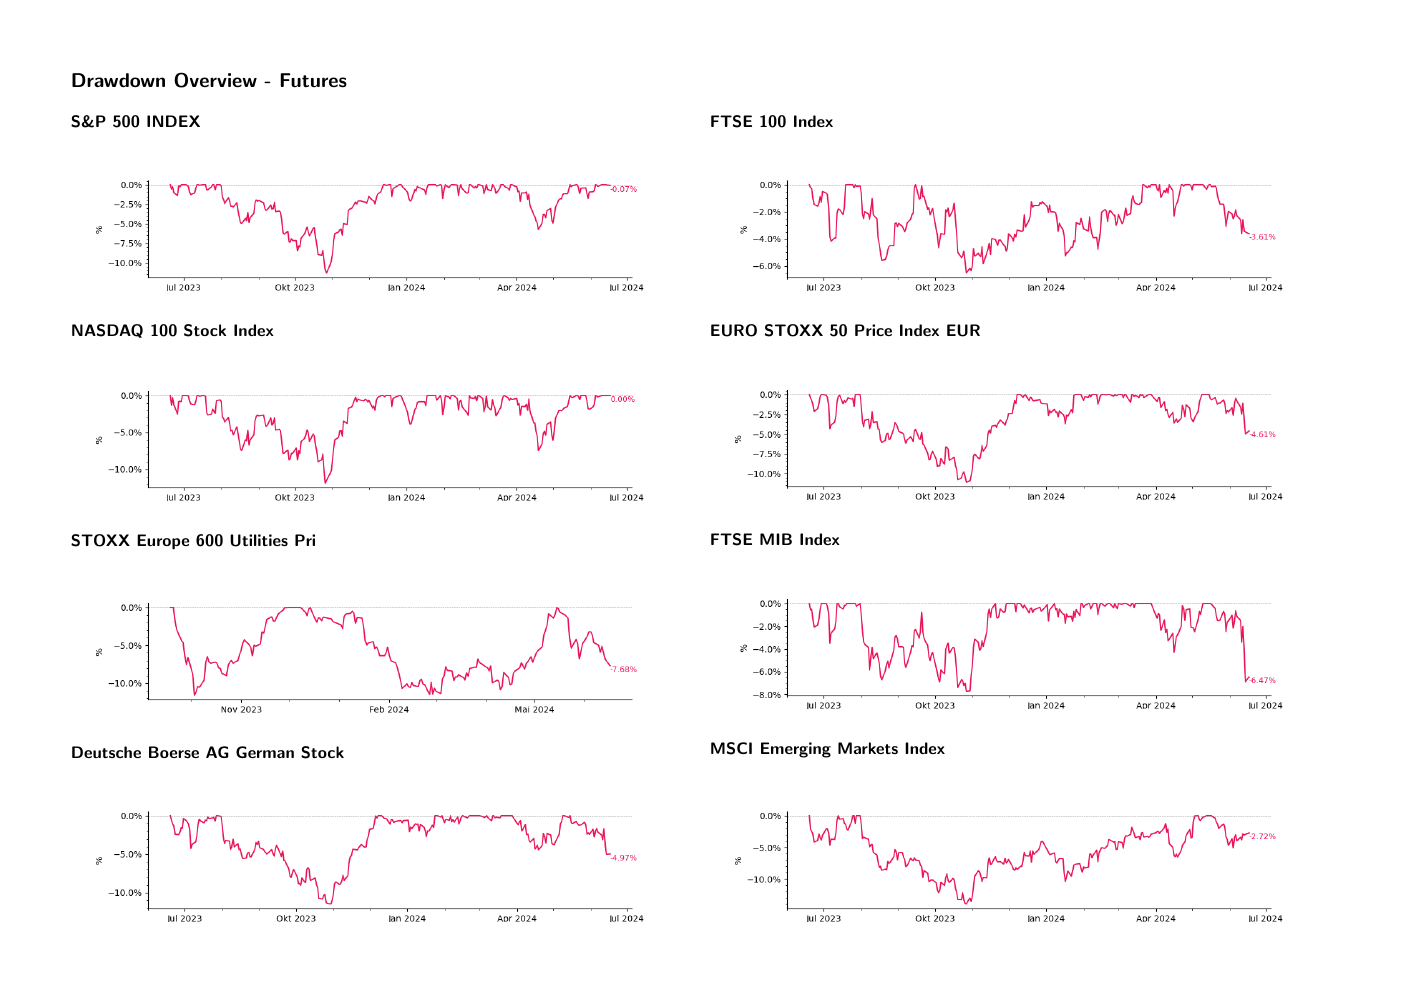 Drawdown Overview - Futures
S&P 500 INDEX
0.0%
−2.5%
−5.0%
−7.5%
−10.0%
%
-0.07%
Jul 2023 Okt 2023 Jan 2024 Apr 2024 Jul 2024
FTSE 100 Index
0.0%
−2.0%
−4.0%
−6.0%
%
-3.61%
Jul 2023 Okt 2023 Jan 2024 Apr 2024 Jul 2024
NASDAQ 100 Stock Index
0.0%
−5.0%
−10.0%
%
0.00%
Jul 2023 Okt 2023 Jan 2024 Apr 2024 Jul 2024
EURO STOXX 50 Price Index EUR
0.0%
−2.5%
−5.0%
−7.5%
−10.0%
%
-4.61%
Jul 2023 Okt 2023 Jan 2024 Apr 2024 Jul 2024
STOXX Europe 600 Utilities Pri
0.0%
−5.0%
−10.0%
%
-7.68%
Nov 2023 Feb 2024 Mai 2024
FTSE MIB Index
0.0%
−2.0%
−4.0%
−6.0%
−8.0%
%
-6.47%
Jul 2023 Okt 2023 Jan 2024 Apr 2024 Jul 2024
Deutsche Boerse AG German Stock
0.0%
−5.0%
−10.0%
%
-4.97%
Jul 2023 Okt 2023 Jan 2024 Apr 2024 Jul 2024
MSCI Emerging Markets Index
0.0%
−5.0%
−10.0%
%
-2.72%
Jul 2023 Okt 2023 Jan 2024 Apr 2024 Jul 2024